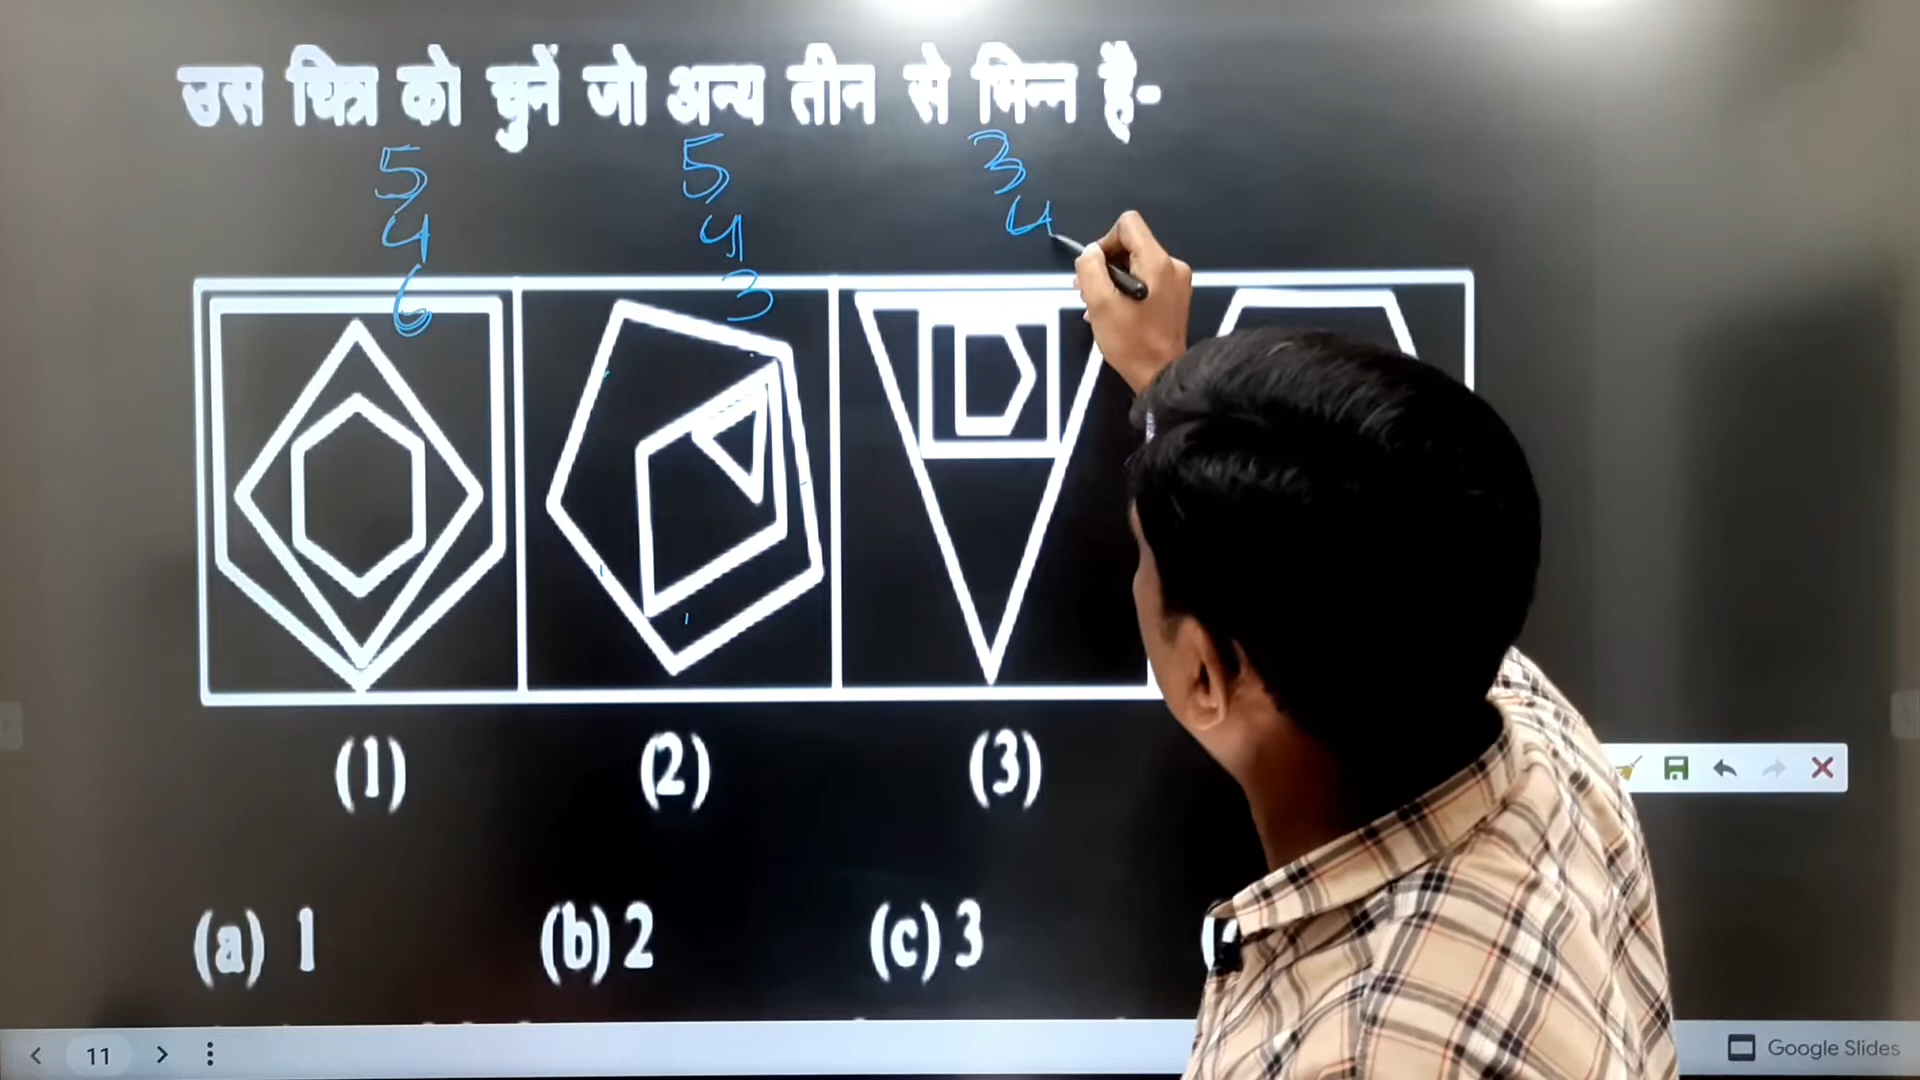 उस चित्र को चुनें जो अन्य तीन से भिन्न है-
5 5 3
4 4 4
6 3
(1) (2) (3)
(a) 1 (b) 2 (c) 3
11
Google Slides